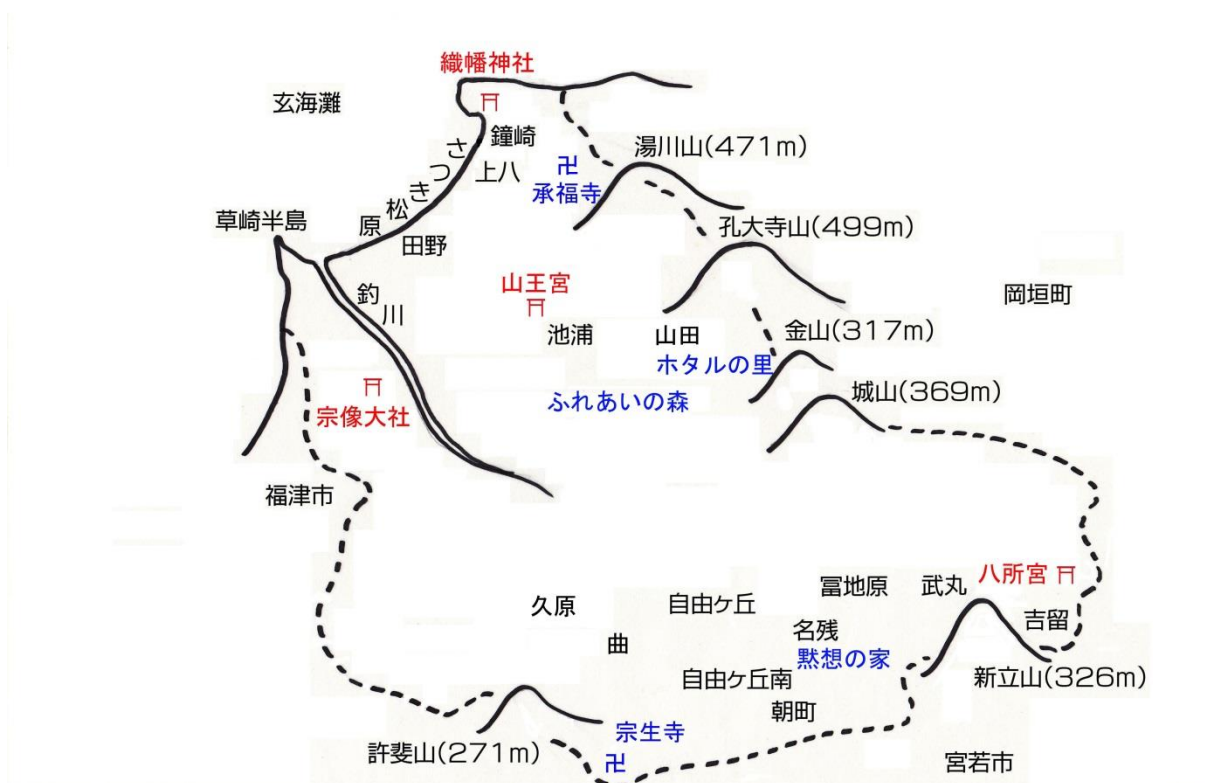 織幡神社
玄海灘
鐘崎
さつき松原
上八
湯川山(471m)
卍
承福寺
草崎半島
田野
孔大寺山(499m)
山王宮
釣川
岡垣町
池浦
山田
金山(317m)
ホタルの里
ふれあいの森
城山(369m)
宗像大社
福津市
八所宮
久原
自由ヶ丘
冨地原
武丸
吉留
曲
名残
黙想の家
自由ケ丘南
新立山(326m)
朝町
宗生寺
許斐山(271m)
卍
宮若市